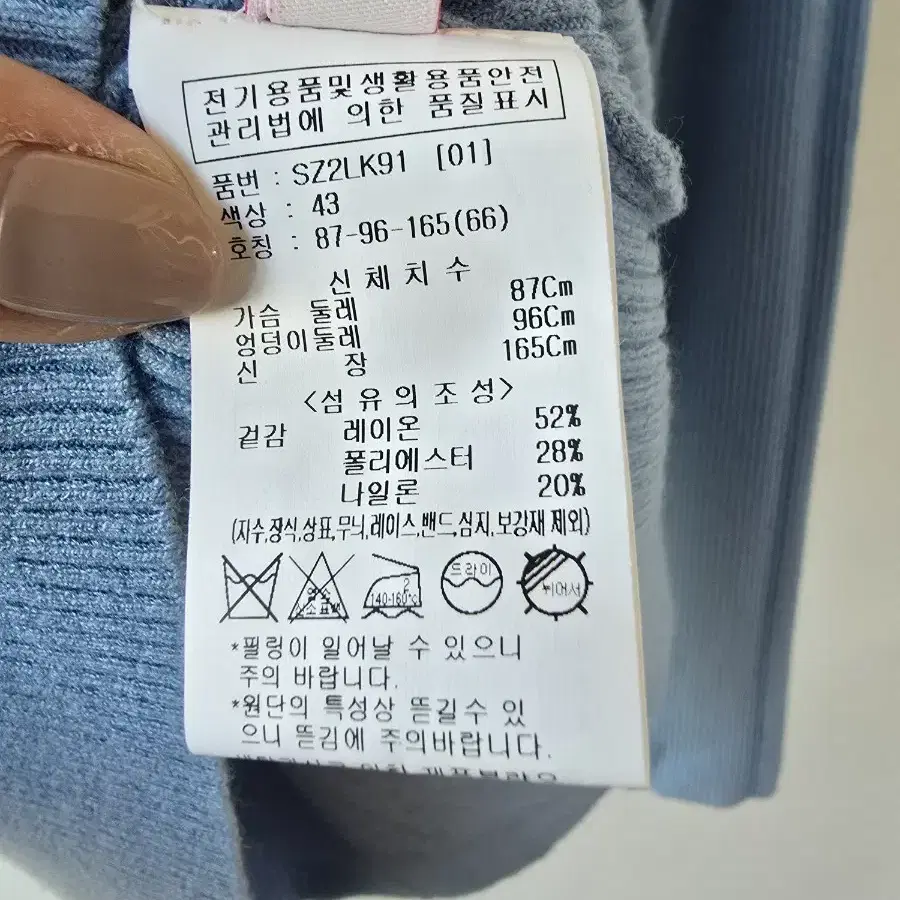 전기용품및생활용품안전
관리법에 의한 품질표시
품번 : SZ2LK91 [01]
색상 : 43
호칭 : 87-96-165(66)
신체치수
가슴 둘레 87Cm
엉덩이둘레 96Cm
신 장 165Cm
<섬유의조성>
겉감 레이온 52%
폴리에스터 28%
나일론 20%
(자수,장식,상표,무늬,레이스,밴드,심지,보강재 제외)
염소 2 드라이
산소표백 140-160℃ 뉘어서
*필링이 일어날 수 있으니
주의 바랍니다.
*원단의 특성상 뜯길수 있
으니 뜯김에 주의바랍니다.